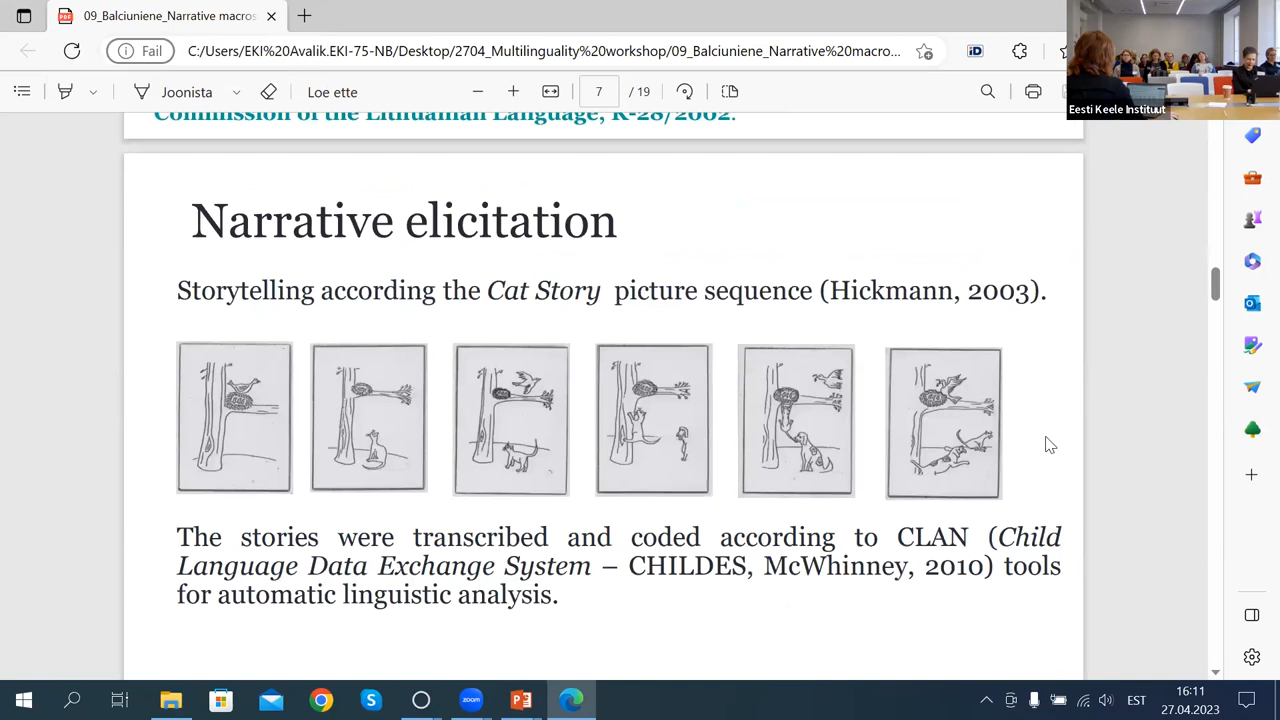 09_Balciuniene_Narrative macros
Fail
C:/Users/EKI%20Avalik.EKI-75-NB/Desktop/2704_Multilinguality%20workshop/09_Balciuniene_Narrative%20macro...
iD
Joonista
Loe ette
7 / 19
Eesti Keele Instituut
Commission of the Lithuanian Language, K-28/2002.
Narrative elicitation
Storytelling according the Cat Story picture sequence (Hickmann, 2003).
The stories were transcribed and coded according to CLAN (Child
Language Data Exchange System – CHILDES, McWhinney, 2010) tools
for automatic linguistic analysis.
zoom
EST
16:11
27.04.2023